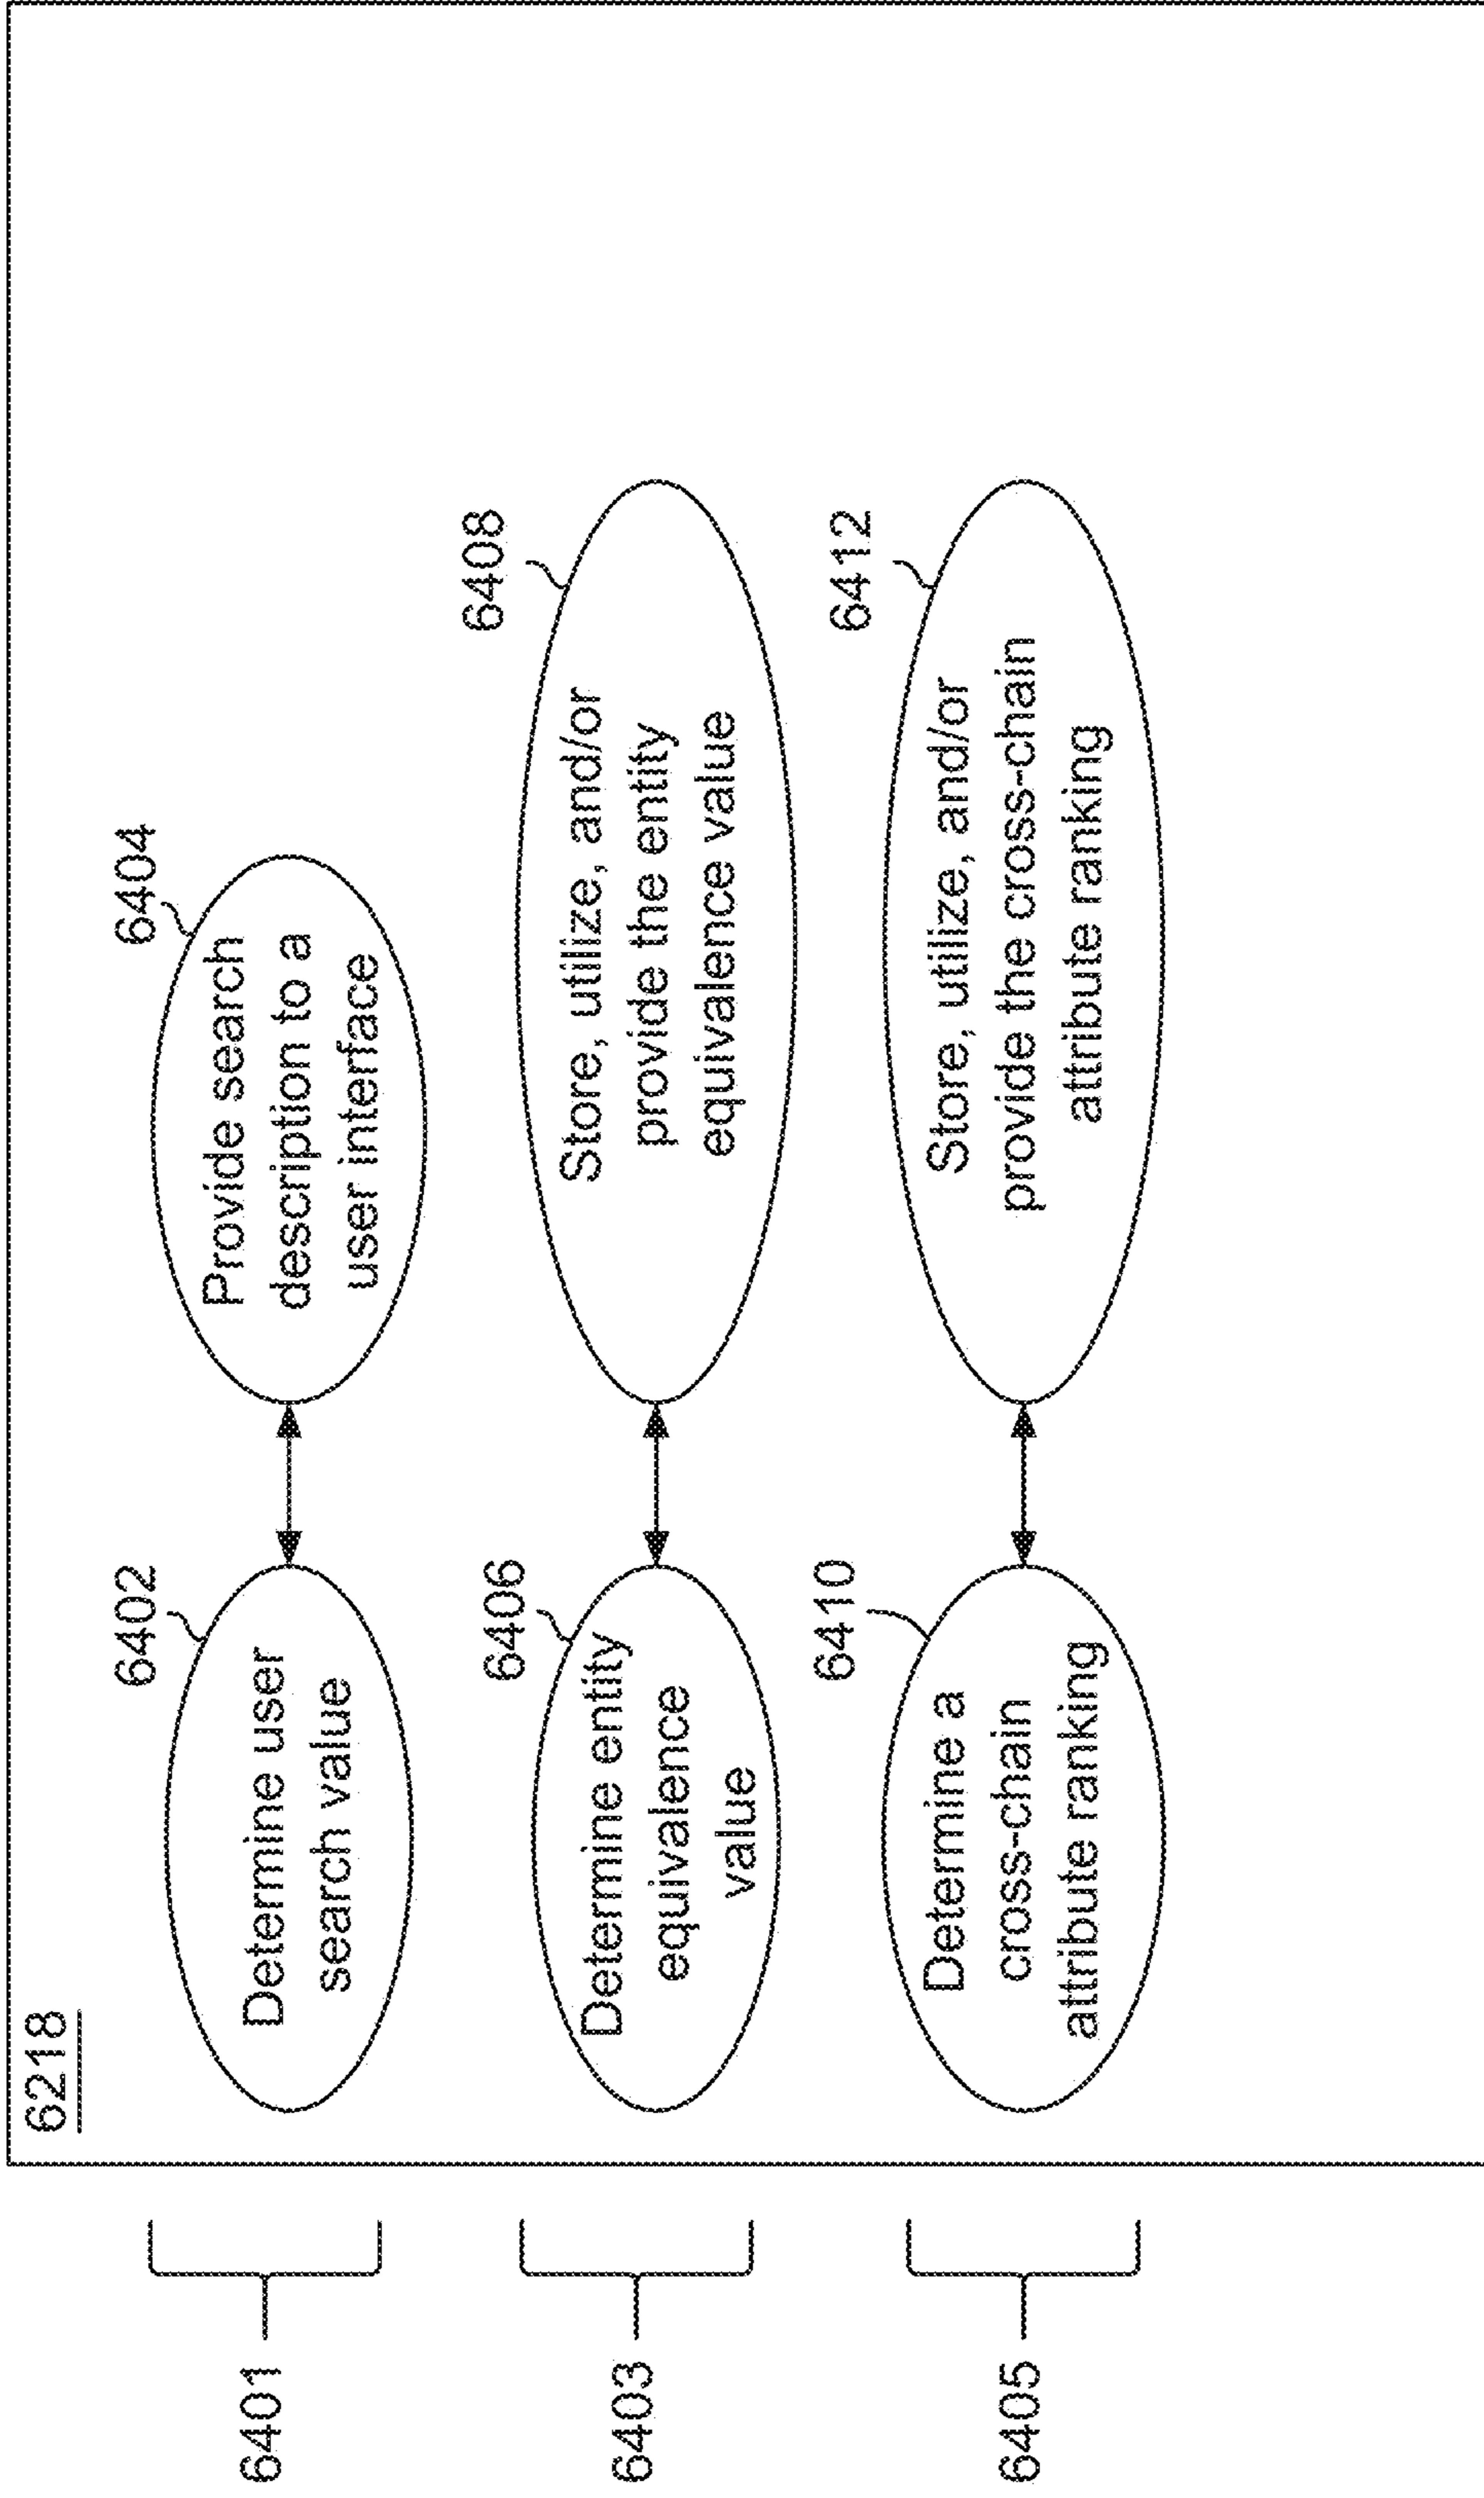 6218
6401
6402
Determine user
search value
6404
Provide search
description to a
user interface
6403
6406
Determine entity
equivalence
value
6408
Store, utilize, and/or
provide the entity
equivalence value
6405
6410
Determine a
cross-chain
attribute ranking
6412
Store, utilize, and/or
provide the cross-chain
attribute ranking